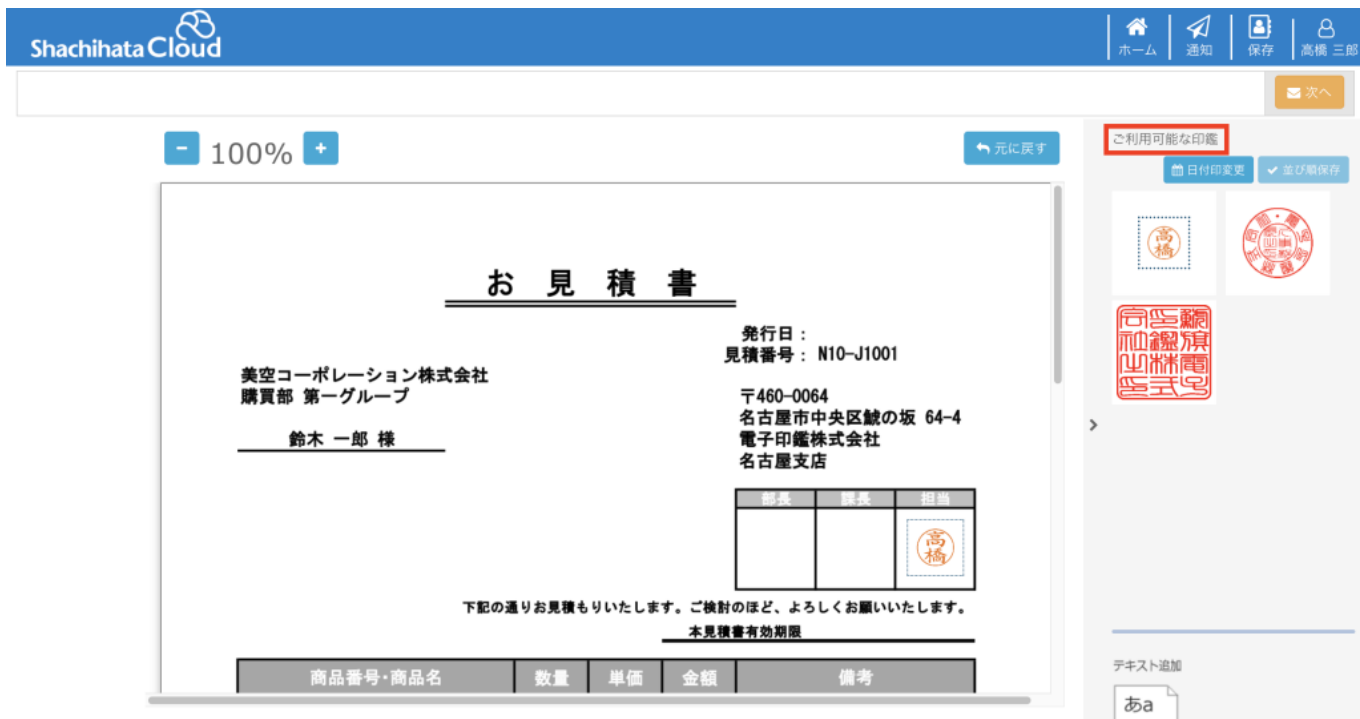 Shachihata Cloud
ホーム
通知
保存
高橋 三郎
次へ
100%
元に戻す
ご利用可能な印鑑
日付印変更
並び順保存
高橋
お 見 積 書
発行日：
見積番号： N10-J1001
美空コーポレーション株式会社
購買部 第一グループ
鈴木 一郎 様
〒460-0064
名古屋市中央区鯱の坂 64-4
電子印鑑株式会社
名古屋支店
部長 課長 担当
高橋
下記の通りお見積もりいたします。ご検討のほど、よろしくお願いいたします。
本見積書有効期限
商品番号･商品名 数量 単価 金額 備考
テキスト追加
あa